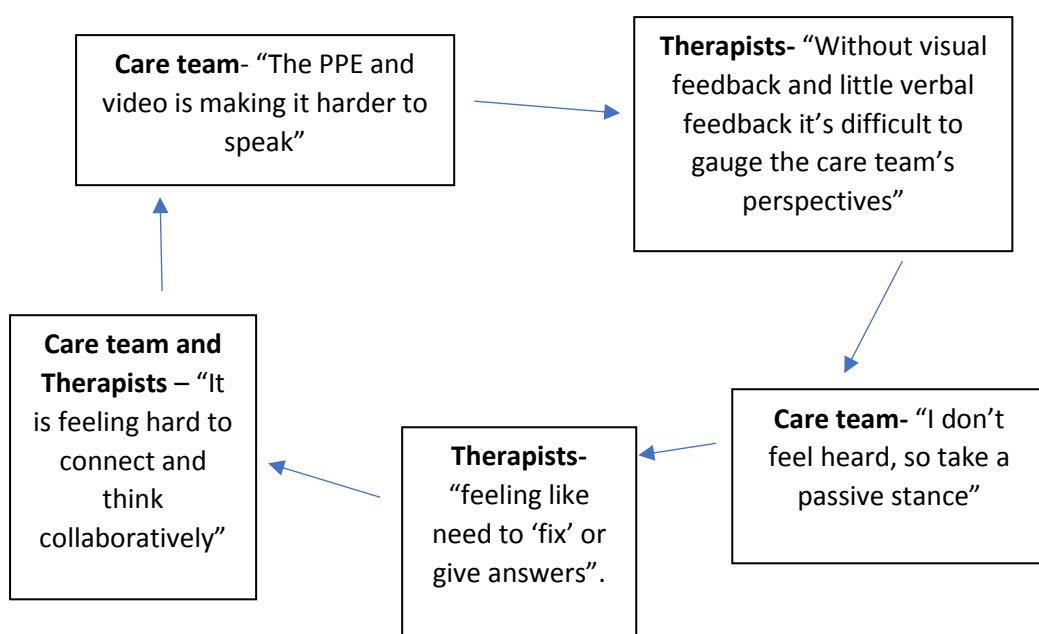 Care team- “The PPE and
video is making it harder to
speak”
Therapists- “Without visual
feedback and little verbal
feedback it’s difficult to
gauge the care team’s
perspectives”
Care team- “I don’t
feel heard, so take a
passive stance”
Therapists-
“feeling like
need to ‘fix’ or
give answers”.
Care team and
Therapists – “It
is feeling hard to
connect and
think
collaboratively”